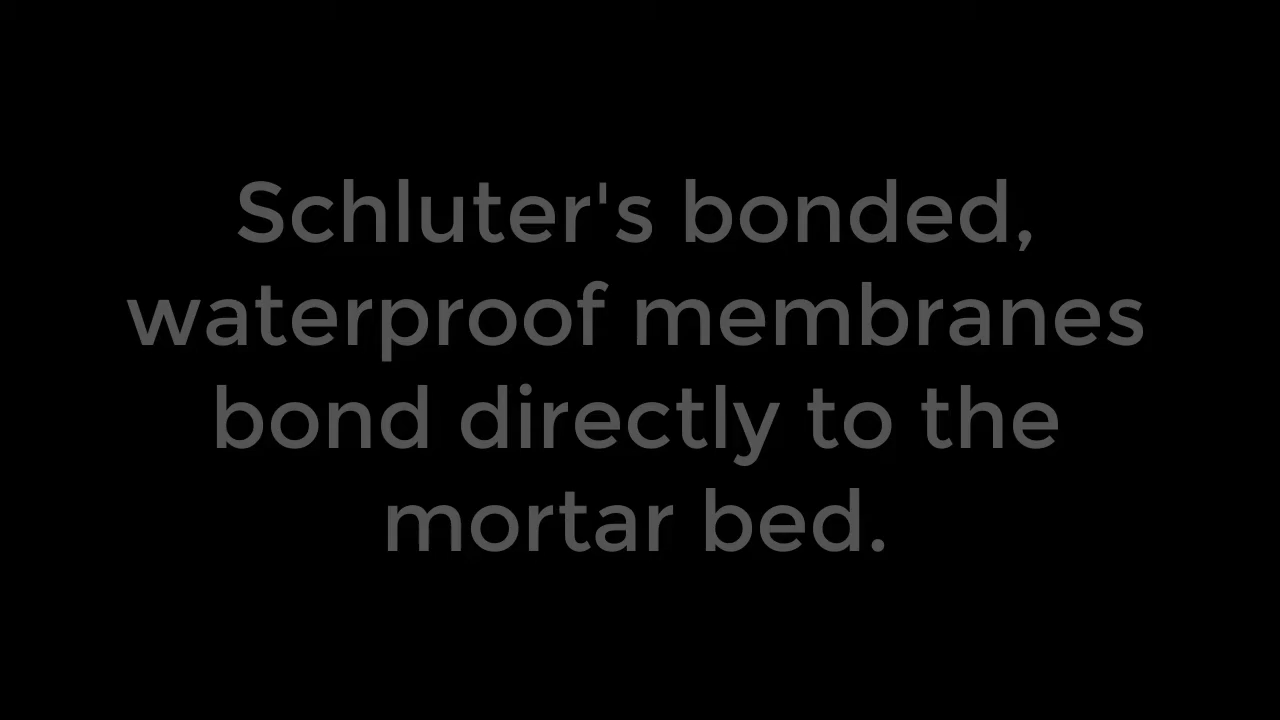 Schluter's bonded,
waterproof membranes
bond directly to the
mortar bed.